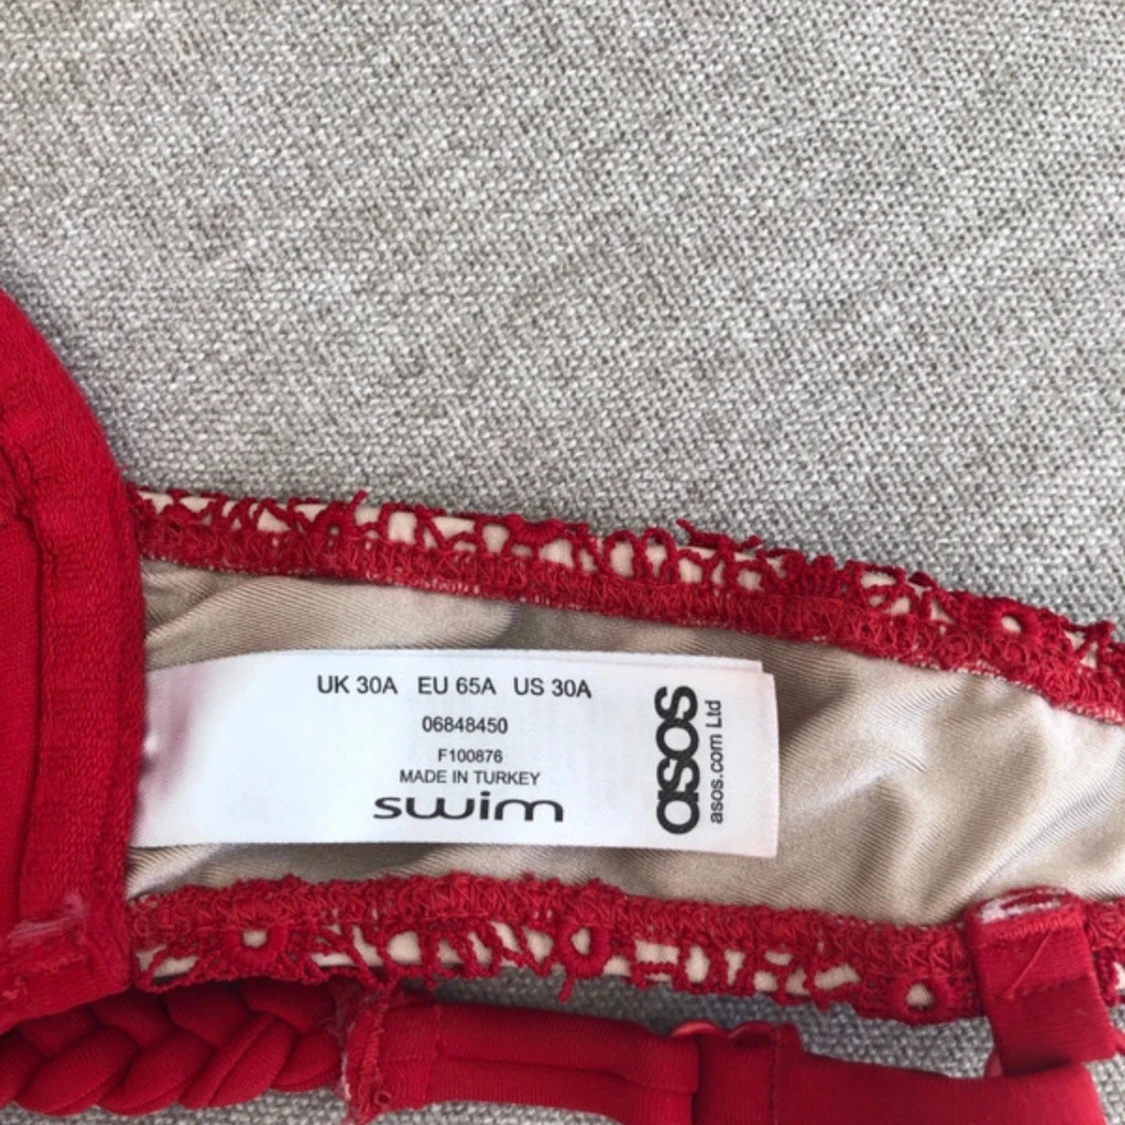 UK 30A EU 65A US 30A
06848450
F100876
MADE IN TURKEY
swim
asos
asos.com Ltd